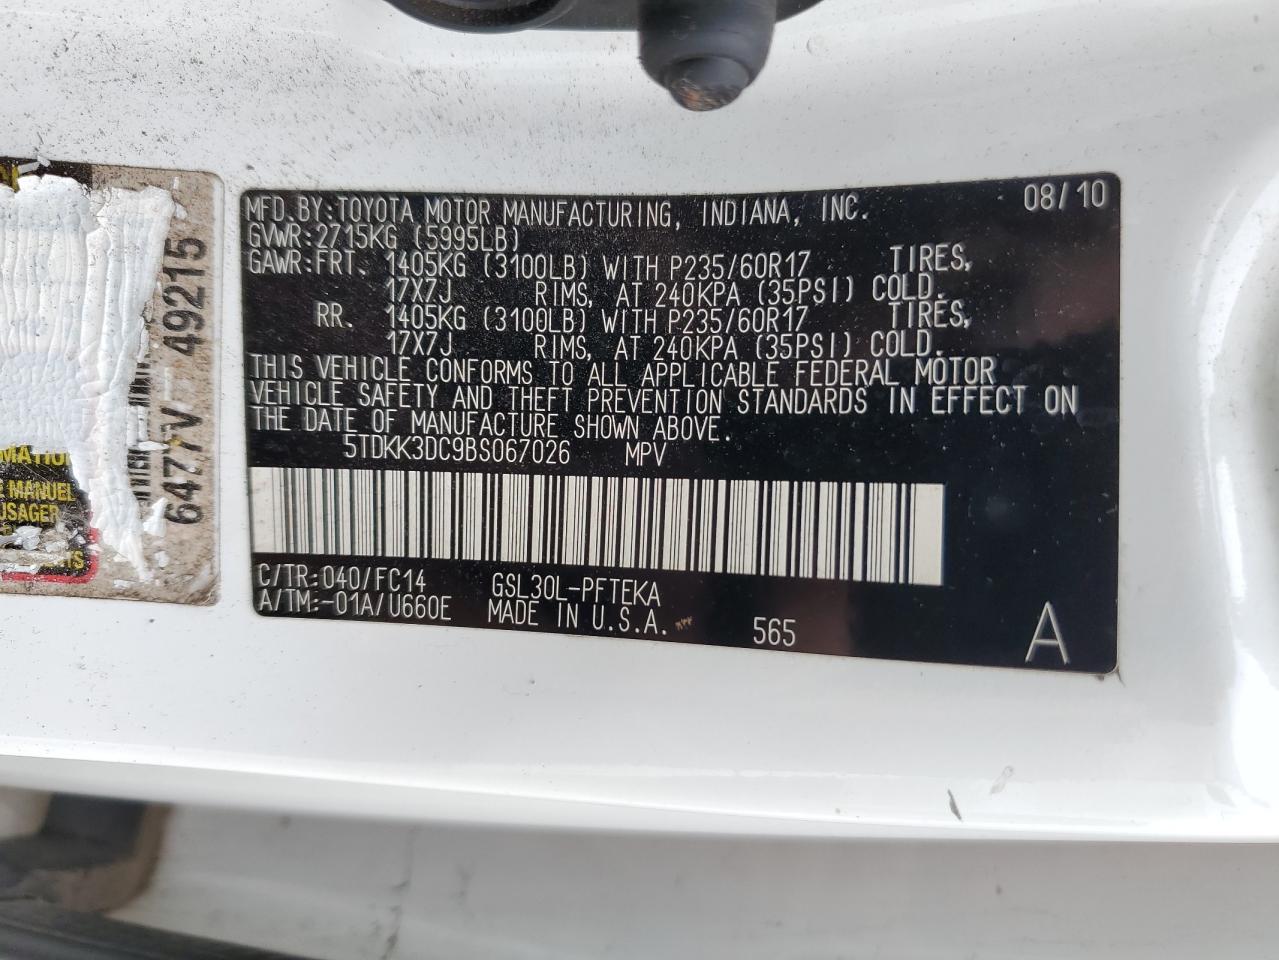 MFD.BY:TOYOTA MOTOR MANUFACTURING, INDIANA, INC. 08/10
GVWR:2715KG (5995LB)
GAWR:FRT. 1405KG (3100LB) WITH P235/60R17 TIRES,
17X7J RIMS, AT 240KPA (35PSI) COLD.
RR. 1405KG (3100LB) WITH P235/60R17 TIRES,
17X7J RIMS, AT 240KPA (35PSI) COLD.
THIS VEHICLE CONFORMS TO ALL APPLICABLE FEDERAL MOTOR
VEHICLE SAFETY AND THEFT PREVENTION STANDARDS IN EFFECT ON
THE DATE OF MANUFACTURE SHOWN ABOVE.
5TDKK3DC9BS067026 MPV
C/TR:040/FC14 GSL30L-PFTEKA
A/TM:-01A/U660E MADE IN U.S.A. 565 A
6477V 49215
MANUEL
USAGER